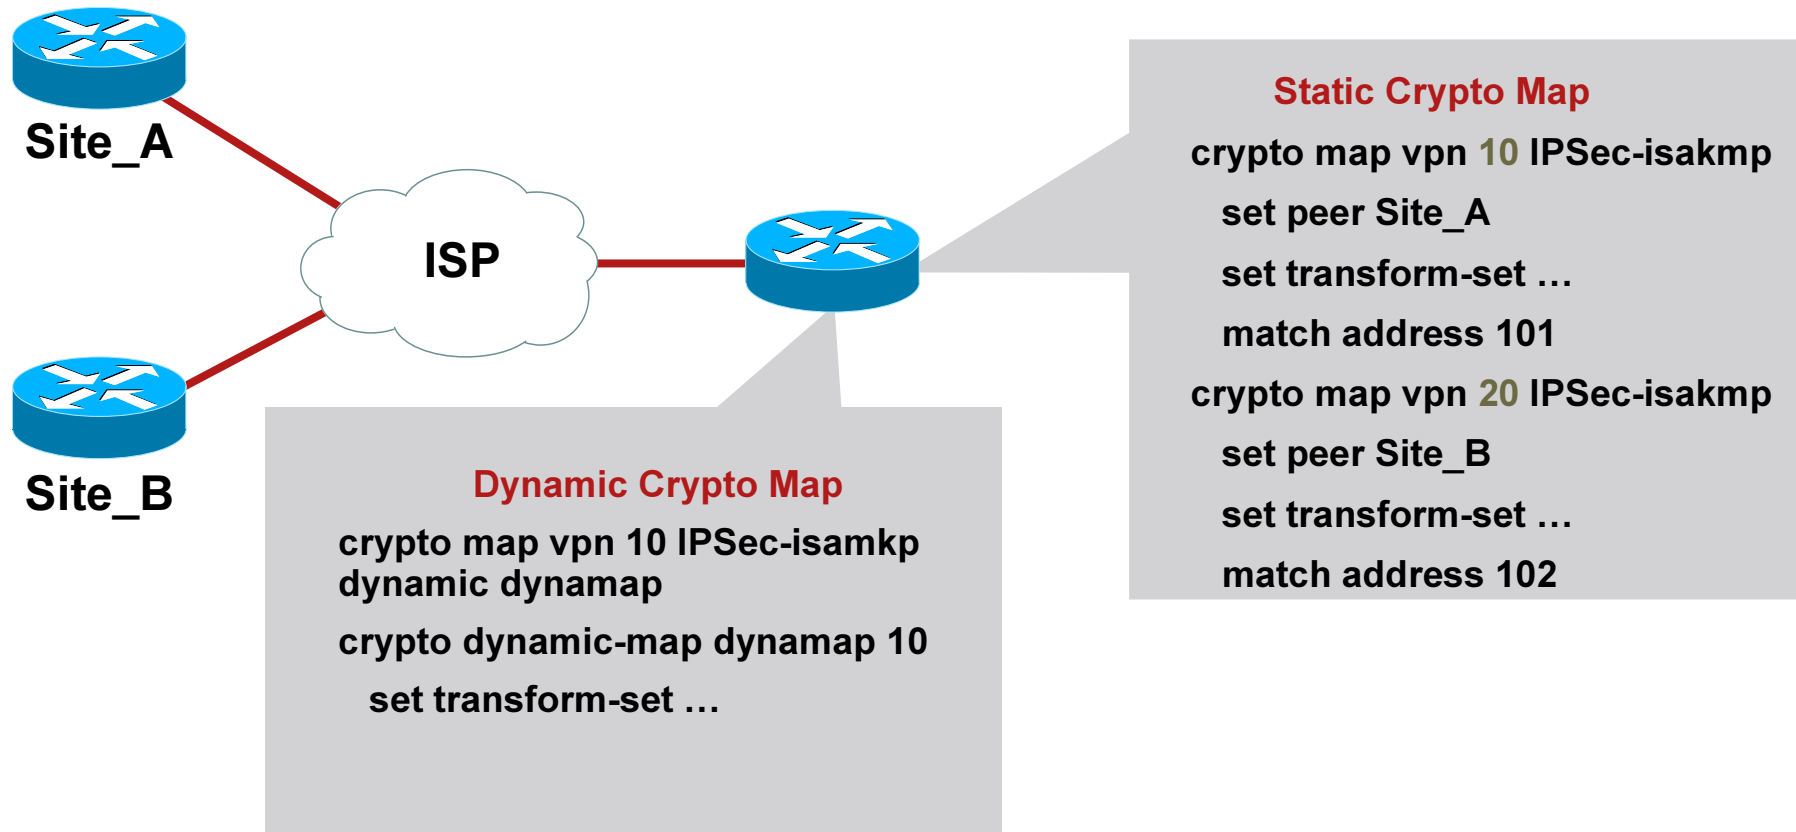 Site_A
ISP
Site_B
Static Crypto Map
crypto map vpn 10 IPSec-isakmp
set peer Site_A
set transform-set …
match address 101
crypto map vpn 20 IPSec-isakmp
set peer Site_B
set transform-set …
match address 102
Dynamic Crypto Map
crypto map vpn 10 IPSec-isamkp
dynamic dynamap
crypto dynamic-map dynamap 10
set transform-set …